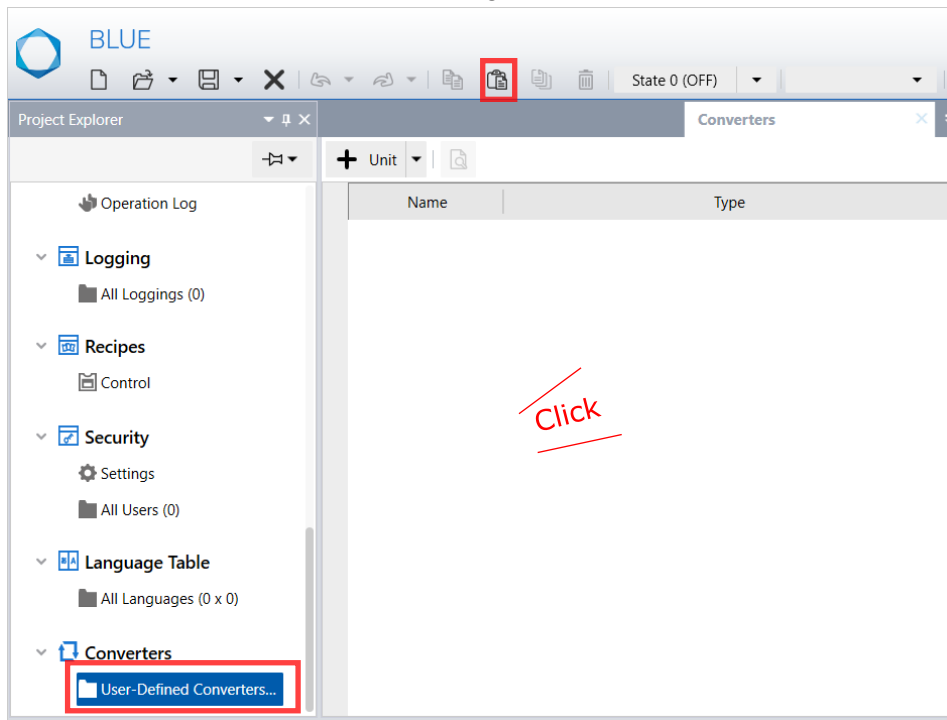 BLUE
State 0 (OFF)
Project Explorer
Converters
Unit
Name Type
Operation Log
Logging
All Loggings (0)
Recipes
Control
Click
Security
Settings
All Users (0)
Language Table
All Languages (0 x 0)
Converters
User-Defined Converters...